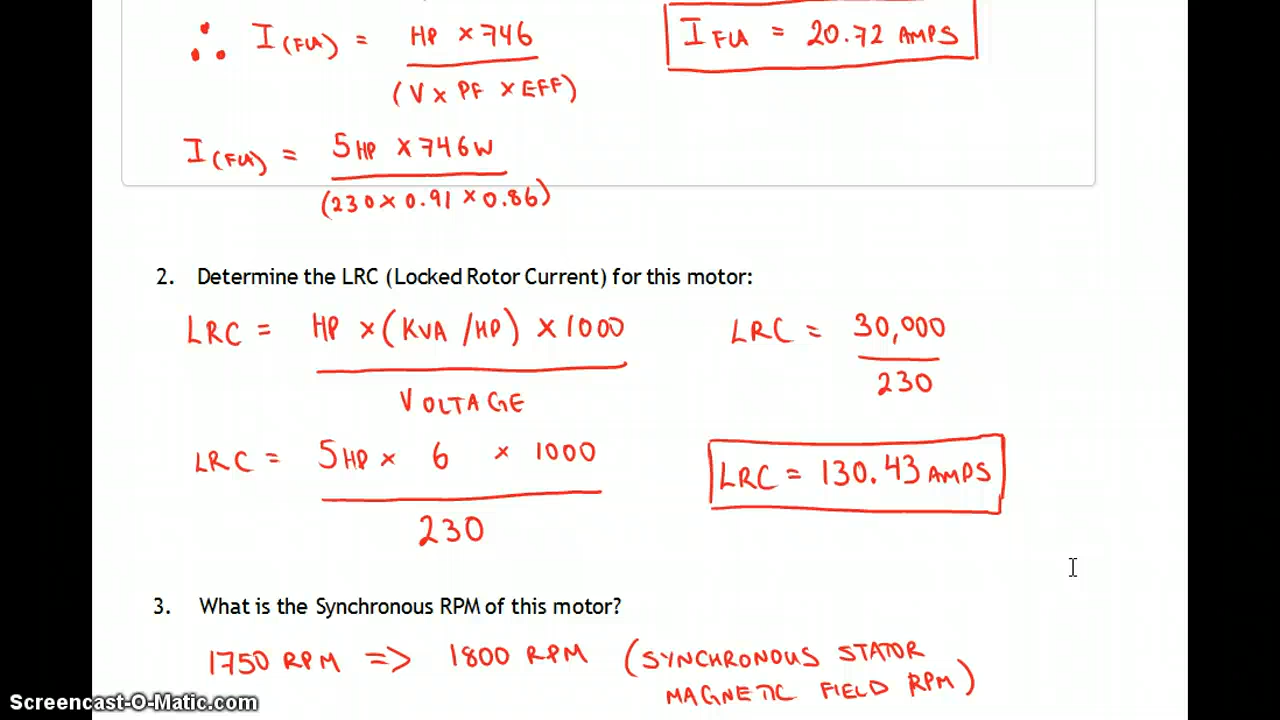 ∴ I(FLA) = HP × 746
(V × PF × EFF)
I FLA = 20.72 AMPS
I(FLA) = 5HP × 746W
(230 × 0.91 × 0.86)
2. Determine the LRC (Locked Rotor Current) for this motor:
LRC = HP × (KVA/HP) × 1000
VOLTAGE
LRC = 5HP × 6 × 1000
230
LRC = 30,000
230
LRC = 130.43 AMPS
3. What is the Synchronous RPM of this motor?
1750 RPM => 1800 RPM (SYNCHRONOUS STATOR
MAGNETIC FIELD RPM)
Screencast-O-Matic.com